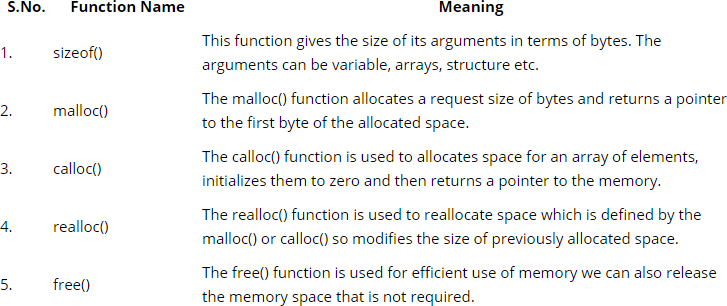 S.No. Function Name Meaning
This function gives the size of its arguments in terms of bytes. The
1. sizeof()
arguments can be variable, arrays, structure etc.
The malloc() function allocates a request size of bytes and returns a pointer
2. malloc()
to the first byte of the allocated space.
The calloc() function is used to allocates space for an array of elements,
3. calloc()
initializes them to zero and then returns a pointer to the memory.
The realloc() function is used to reallocate space which is defined by the
4. realloc()
malloc() or calloc() so modifies the size of previously allocated space.
The free() function is used for efficient use of memory we can also release
5. free()
the memory space that is not required.